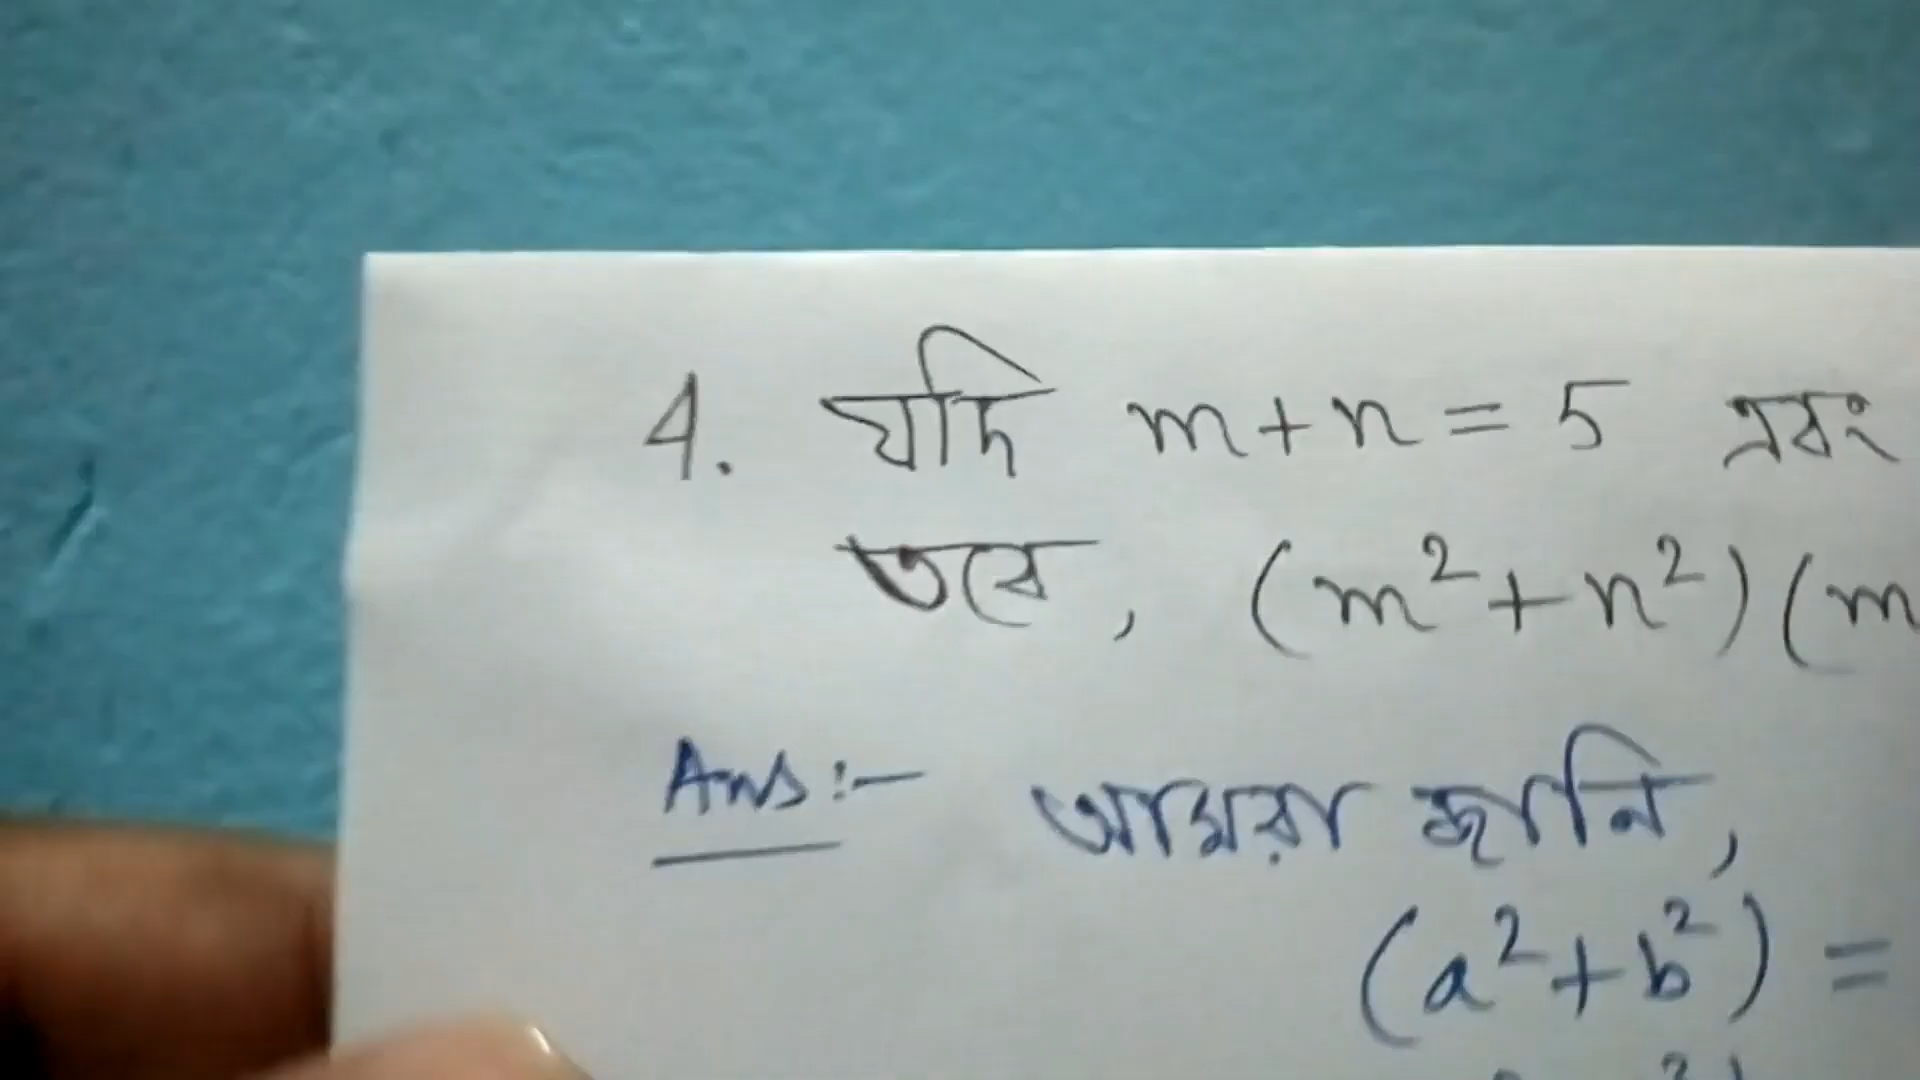 4. যদি m+n = 5 এবং
তবে, (m²+n²)(m
Ans :- আমরা জানি,
(a²+b²) =